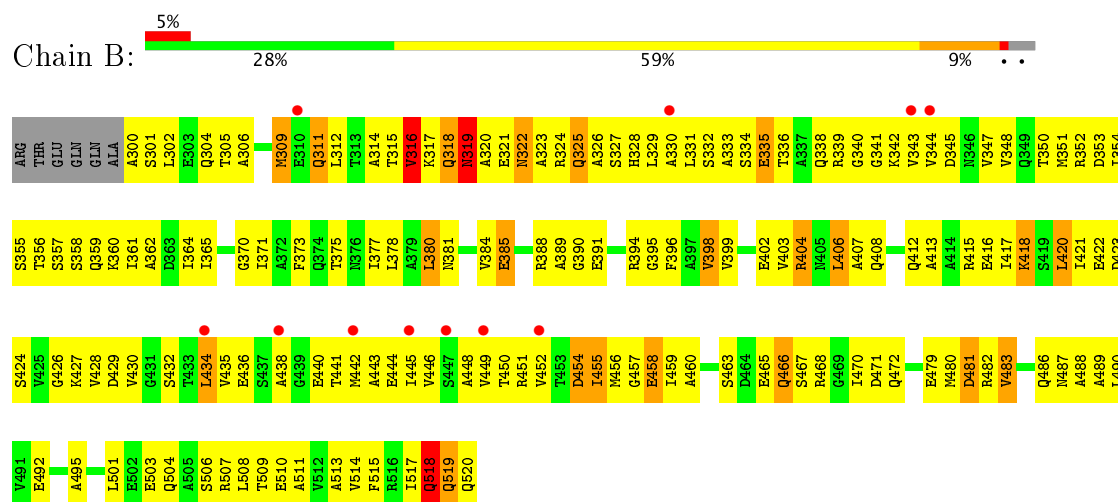 5%
Chain B:
28% 59% 9% • •
ARG THR GLU GLN GLN ALA A300 S301 L302 E303 Q304 T305 A306 M309 E310 Q311 L312 T313 A314 T315 V316 K317 Q318 N319 A320 E321 N322 A323 R324 Q325 A326 S327 H328 L329 A330 L331 S332 A333 S334 E335 T336 A337 Q338 R339 G340 G341 K342 V343 V344 D345 N346 V347 V348 Q349 T350 M351 R352 D353 I354
S355 T356 S357 S358 Q359 K360 I361 A362 D363 I364 I365 G370 I371 A372 F373 Q374 T375 N376 I377 L378 A379 L380 N381 V384 E385 R388 A389 G390 E391 R394 G395 F396 A397 V398 V399 E402 V403 R404 N405 L406 A407 Q408 Q412 A413 A414 R415 E416 I417 K418 S419 L420 I421 E422 D423
S424 V425 G426 K427 V428 D429 V430 G431 S432 T433 L434 V435 E436 S437 A438 G439 E440 T441 M442 A443 E444 I445 V446 S447 A448 V449 T450 R451 V452 T453 D454 I455 M456 G457 E458 I459 A460 S463 D464 E465 Q466 S467 R468 G469 I470 D471 Q472 E479 M480 D481 R482 V483 Q486 N487 A488 A489 L490
V491 E492 A495 L501 E502 E503 Q504 A505 S506 R507 L508 T509 E510 A511 V512 A513 V514 F515 R516 I517 Q518 Q519 Q520